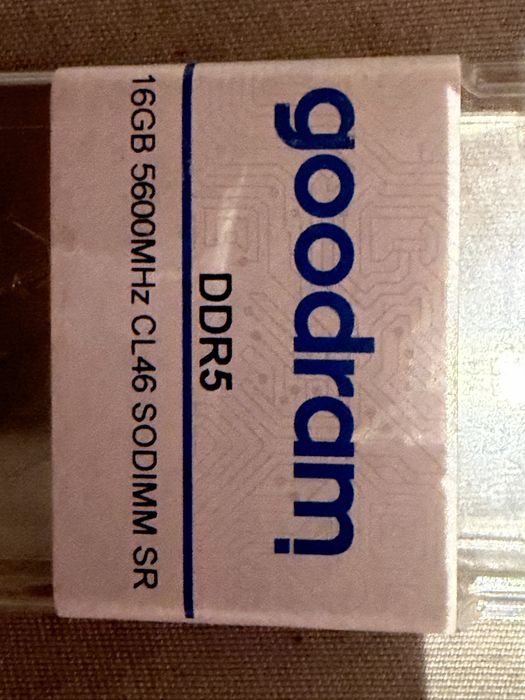 goodram
DDR5
16GB 5600MHz CL46 SODIMM SR